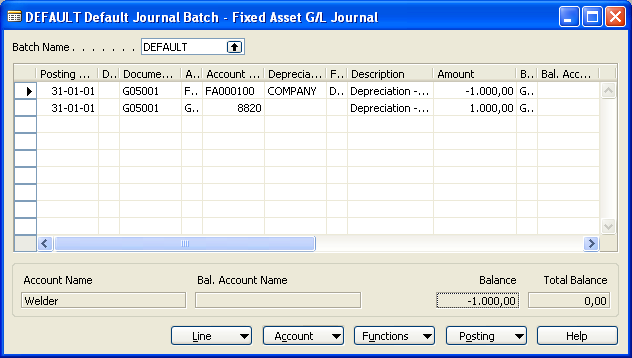 DEFAULT Default Journal Batch - Fixed Asset G/L Journal
Batch Name . . . . . . . DEFAULT
Posting ... D.. Docume... A.. Account ... Deprecia... F.. Description Amount B.. Bal. Acc...
31-01-01 G05001 F.. FA000100 COMPANY D.. Depreciation -... -1.000,00 G..
31-01-01 G05001 G.. 8820 Depreciation -... 1.000,00 G..
Account Name Bal. Account Name Balance Total Balance
Welder -1.000,00 0,00
Line Account Functions Posting Help